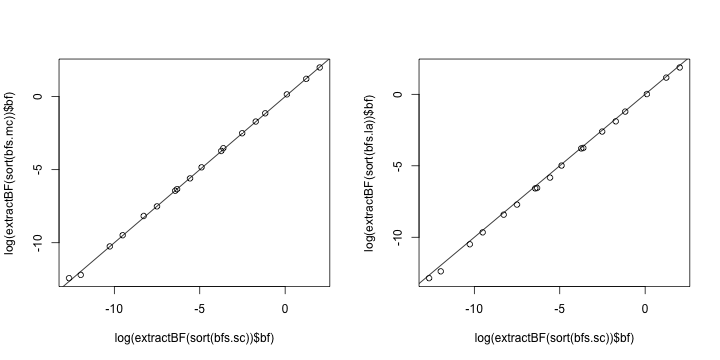 log(extractBF(sort(bfs.mc))$bf)
0
-5
-10
-10 -5 0
log(extractBF(sort(bfs.sc))$bf)
log(extractBF(sort(bfs.la))$bf)
0
-5
-10
-10 -5 0
log(extractBF(sort(bfs.sc))$bf)